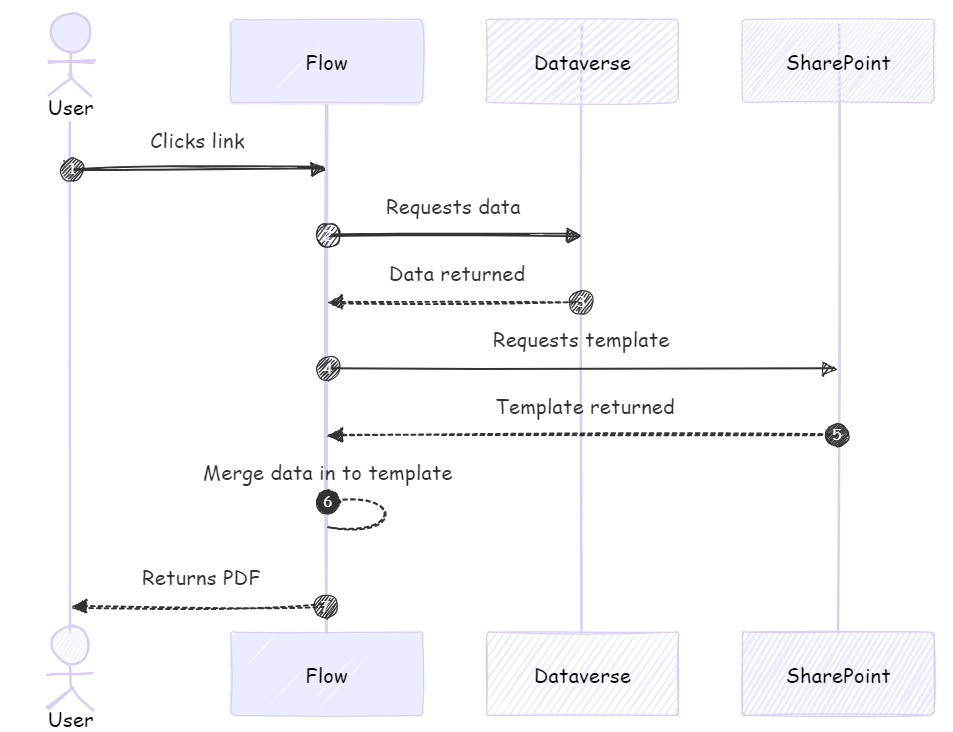 User
Flow
Dataverse
SharePoint
Clicks link
1
Requests data
2
Data returned
3
Requests template
4
Template returned
5
Merge data in to template
6
Returns PDF
7
User
Flow
Dataverse
SharePoint